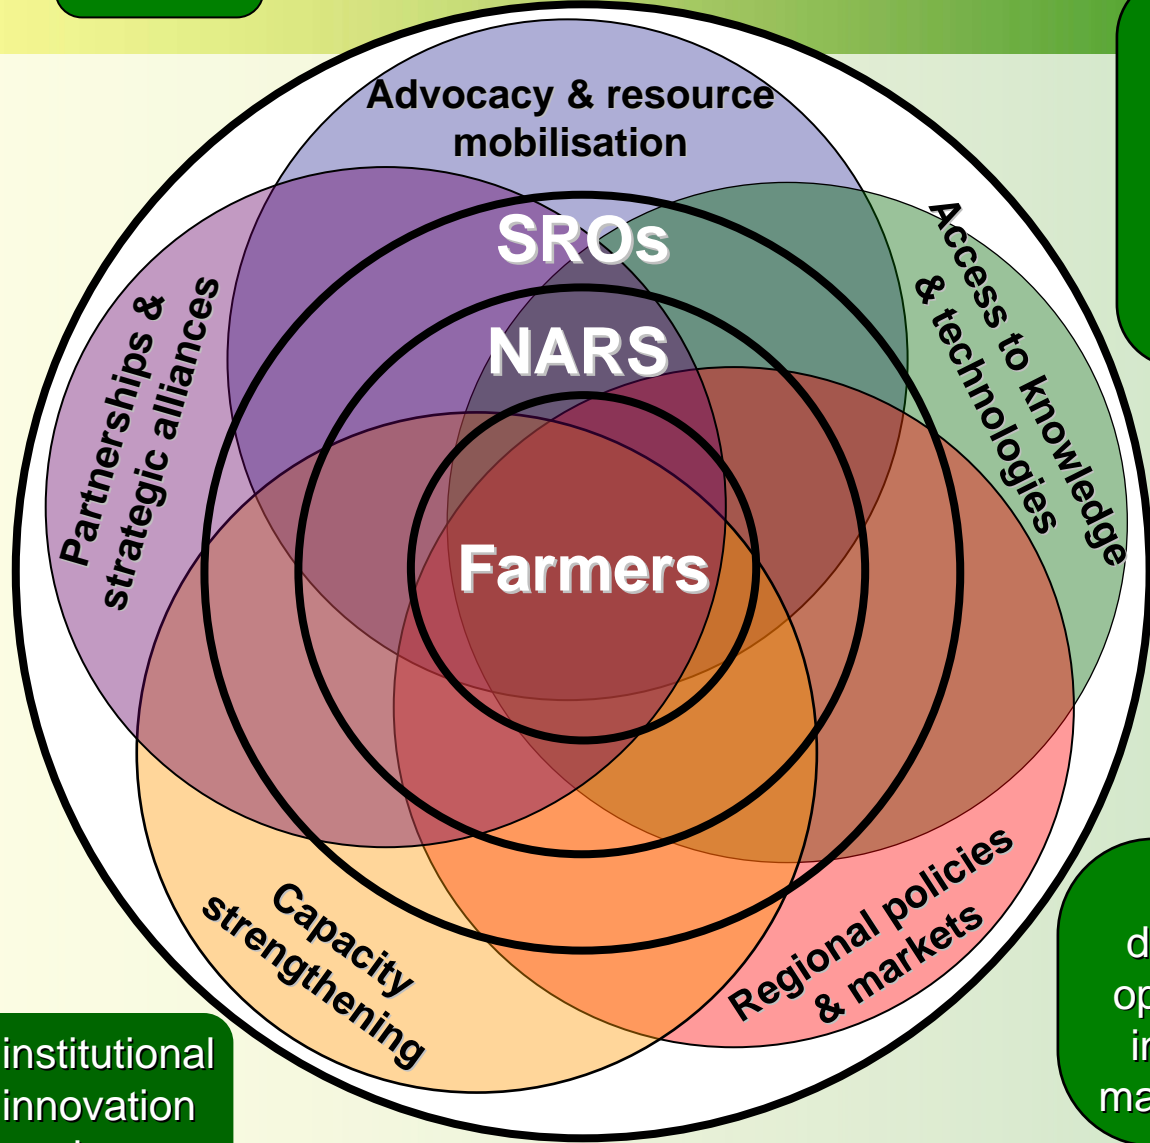 Advocacy & resource
mobilisation
SROs
NARS
Farmers
Partnerships &
strategic alliances
Access to knowledge
& technologies
Capacity
strengthening
Regional policies
& markets
institutional
innovation